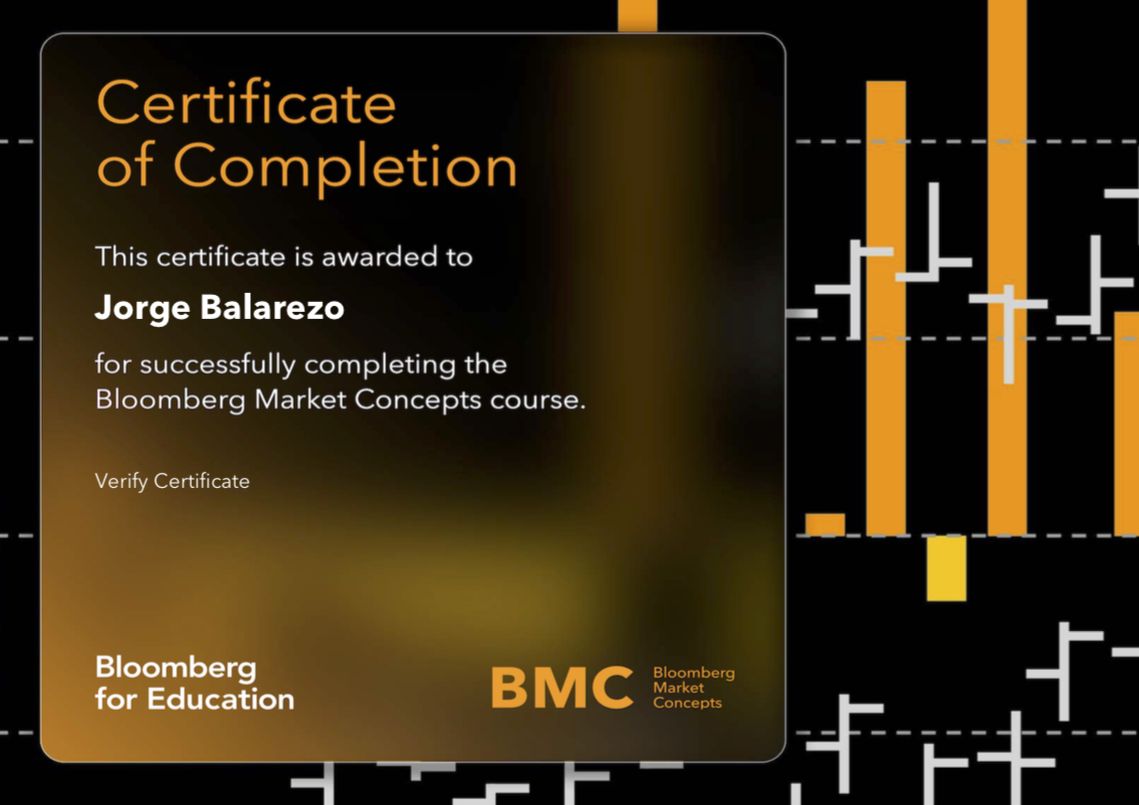 Certificate
of Completion
This certificate is awarded to
Jorge Balarezo
for successfully completing the
Bloomberg Market Concepts course.
Verify Certificate
Bloomberg
for Education
BMC
Bloomberg
Market
Concepts